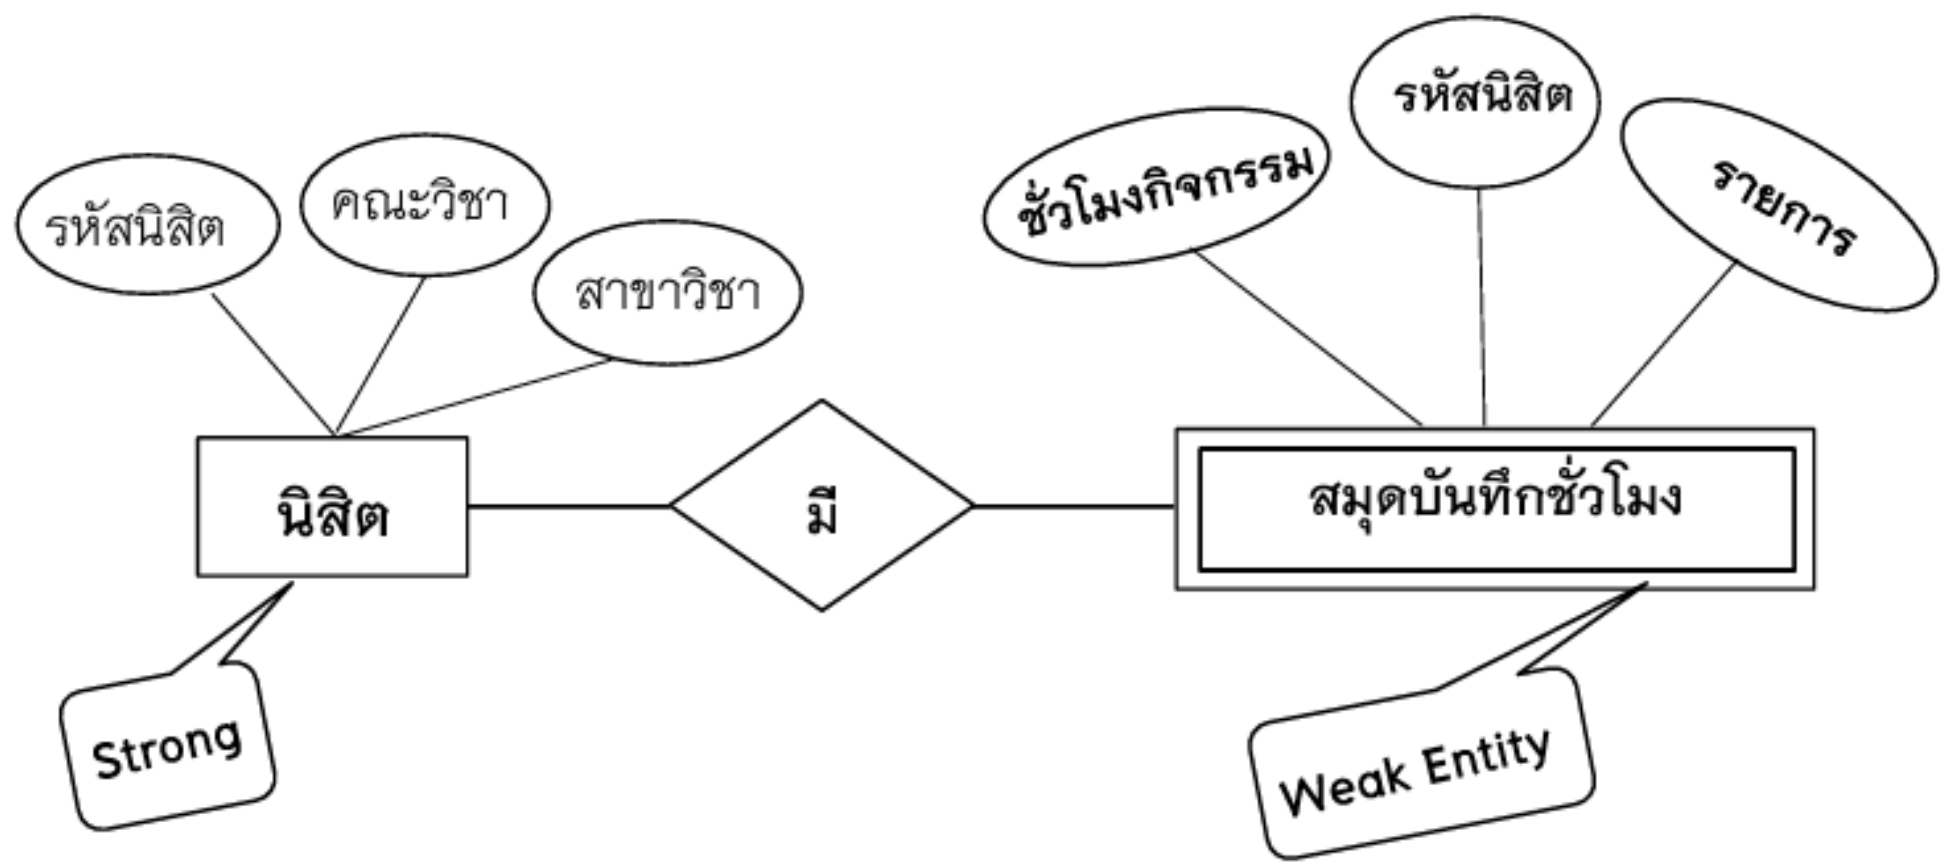 รหัสนิสิต
คณะวิชา
สาขาวิชา
ชั่วโมงกิจกรรม
รหัสนิสิต
รายการ
นิสิต
มี
สมุดบันทึกชั่วโมง
Strong
Weak Entity